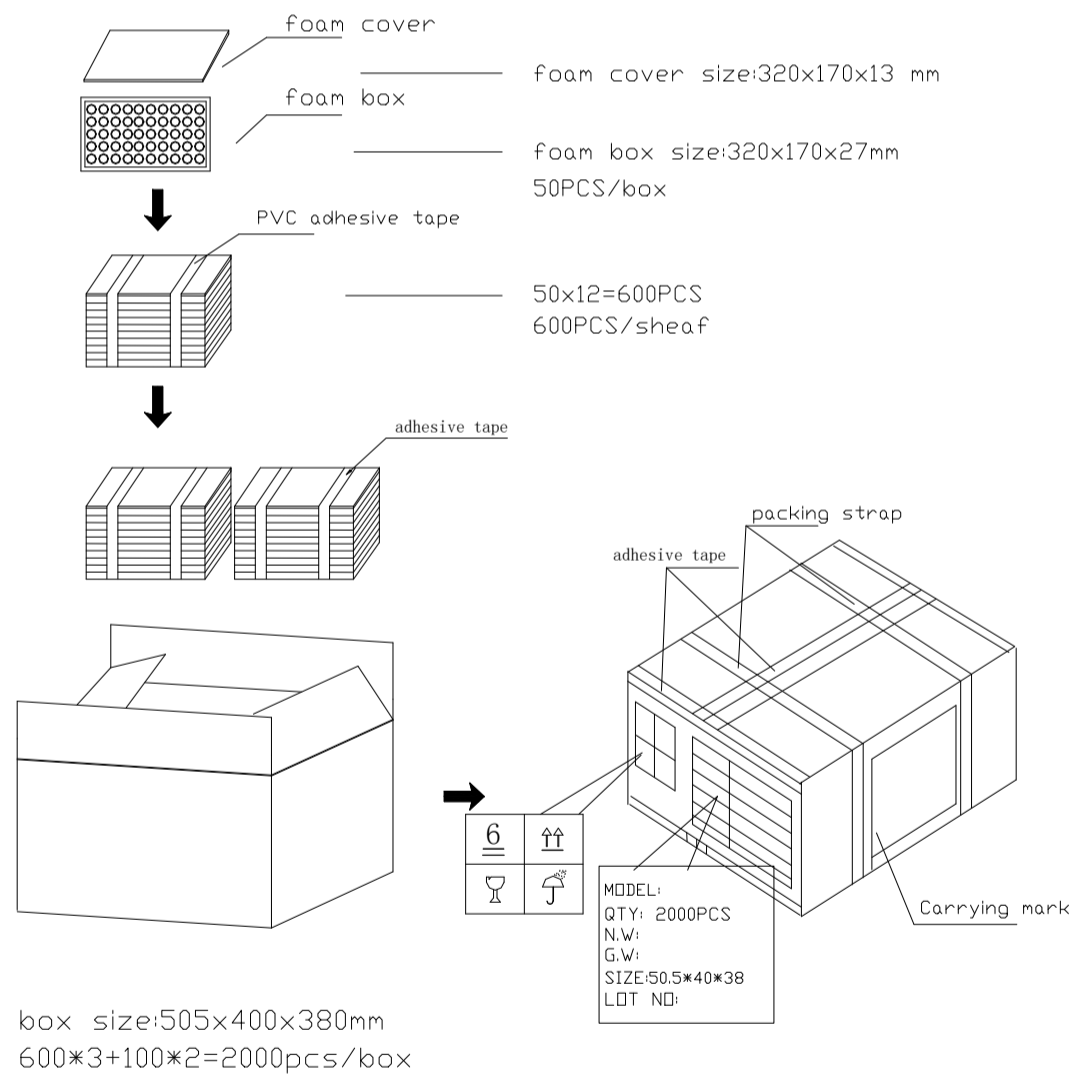 foam cover
foam cover size:320x170x13 mm
foam box
foam box size:320x170x27mm
50PCS/box
PVC adhesive tape
50x12=600PCS
600PCS/sheaf
adhesive tape
packing strap
adhesive tape
6
MODEL:
QTY: 2000PCS
N.W:
G.W:
SIZE:50.5*40*38
LOT NO:
Carrying mark
box size:505x400x380mm
600*3+100*2=2000pcs/box